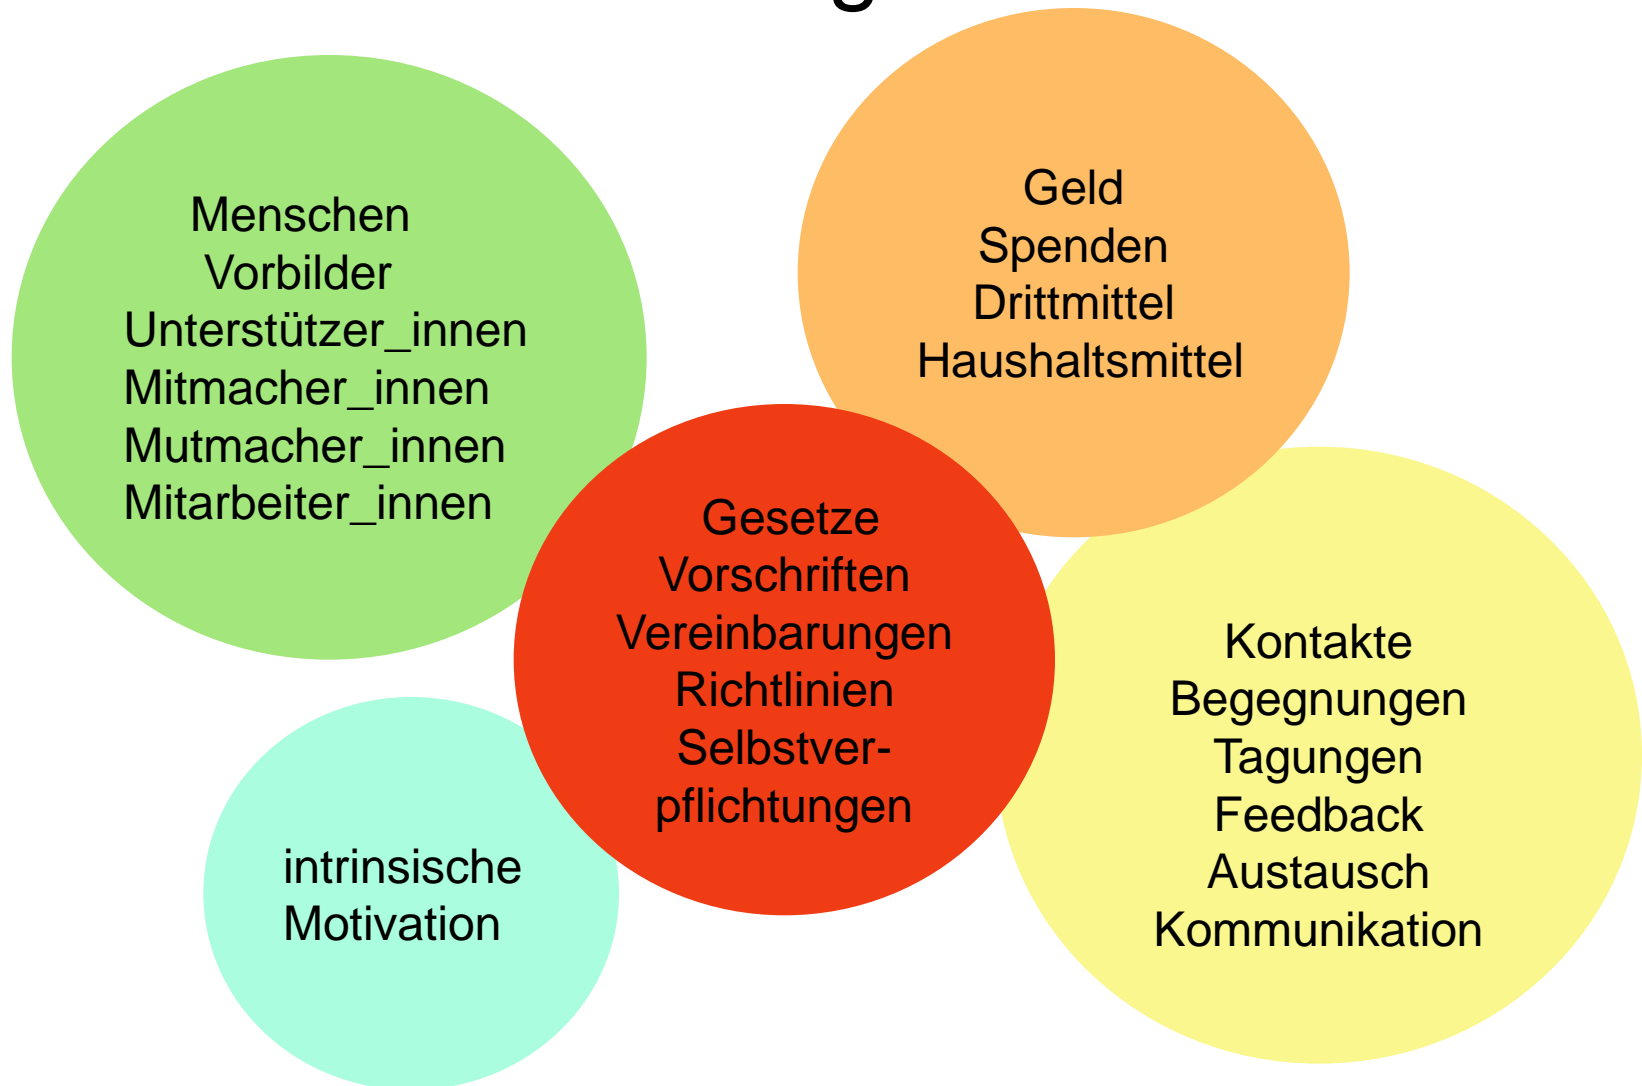 Menschen
Vorbilder
Unterstützer_innen
Mitmacher_innen
Mutmacher_innen
Mitarbeiter_innen
Geld
Spenden
Drittmittel
Haushaltsmittel
Gesetze
Vorschriften
Vereinbarungen
Richtlinien
Selbstver-
pflichtungen
Kontakte
Begegnungen
Tagungen
Feedback
Austausch
Kommunikation
intrinsische
Motivation